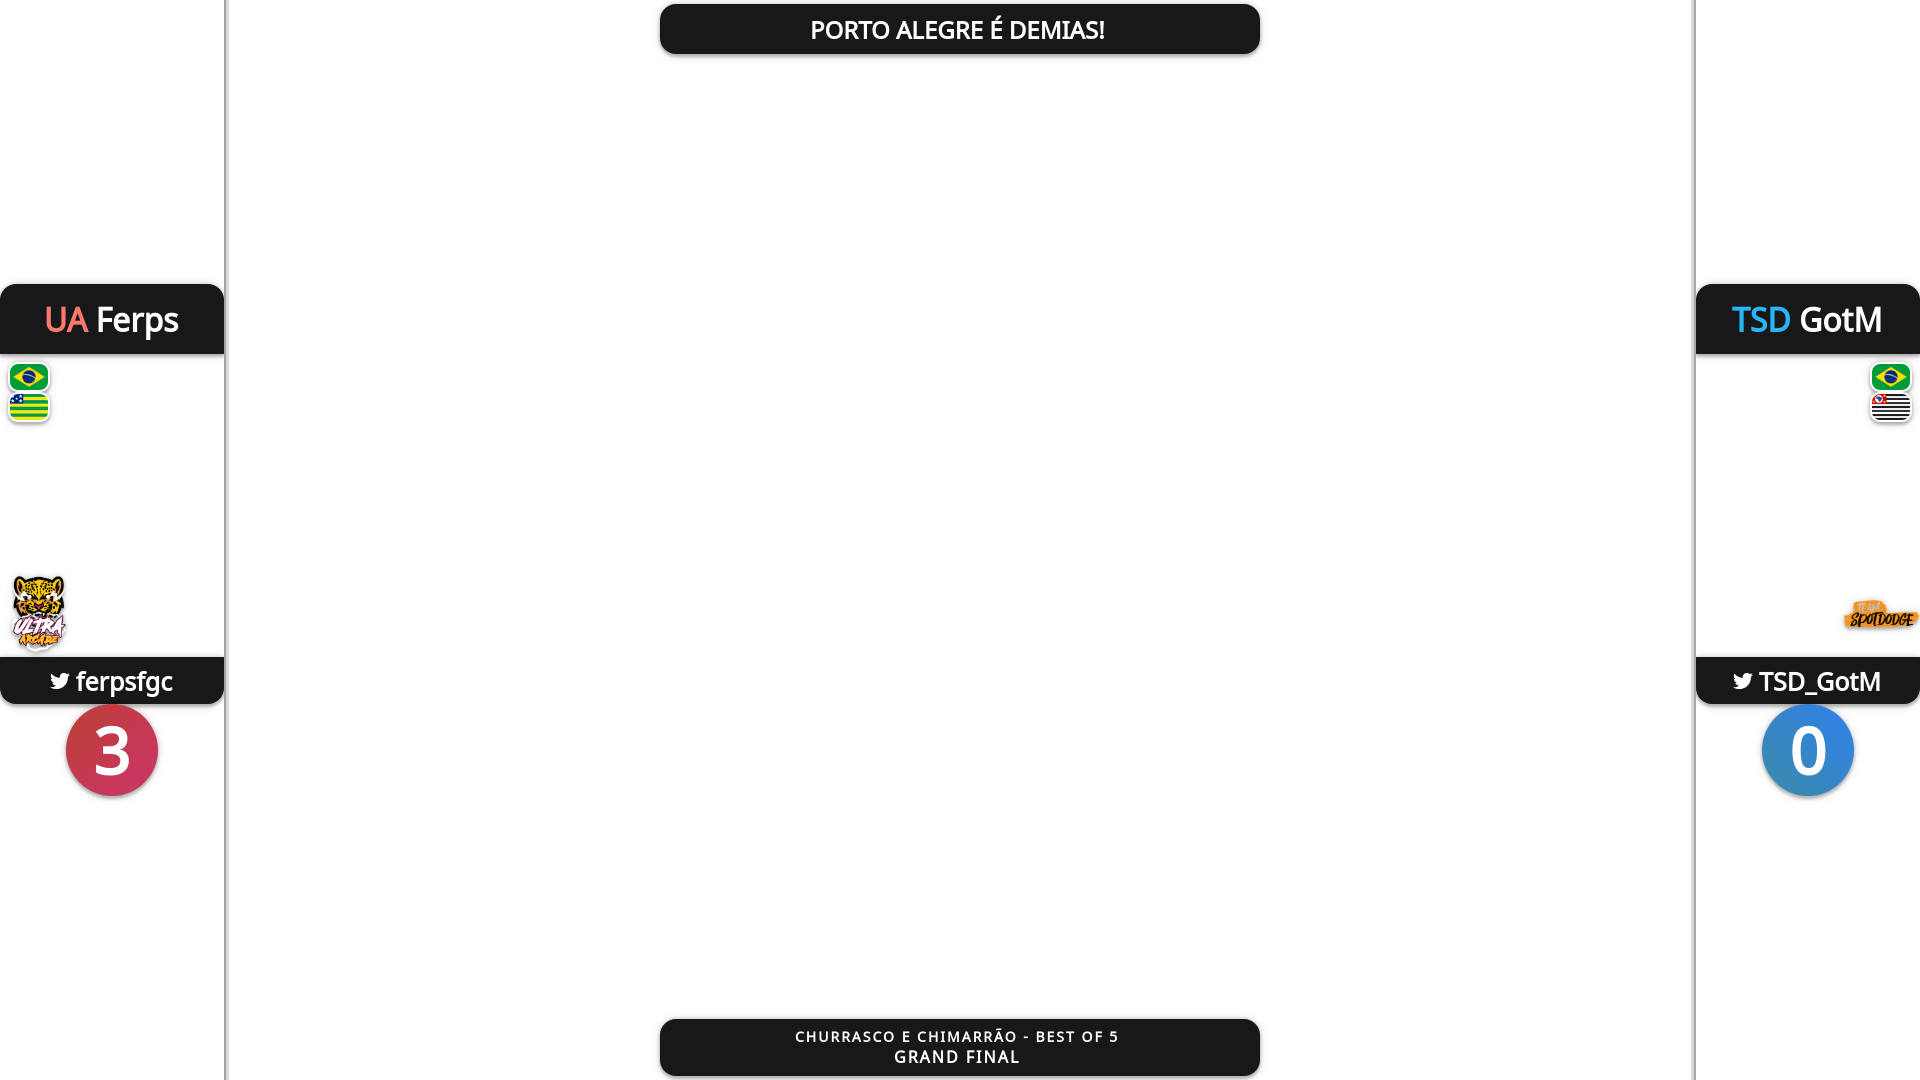 PORTO ALEGRE É DEMIAS!
UA Ferps
TSD GotM
ULTRA
ARCADE
TEAM
SPOTDODGE
ferpsfgc
TSD_GotM
3
0
CHURRASCO E CHIMARRÃO - BEST OF 5
GRAND FINAL